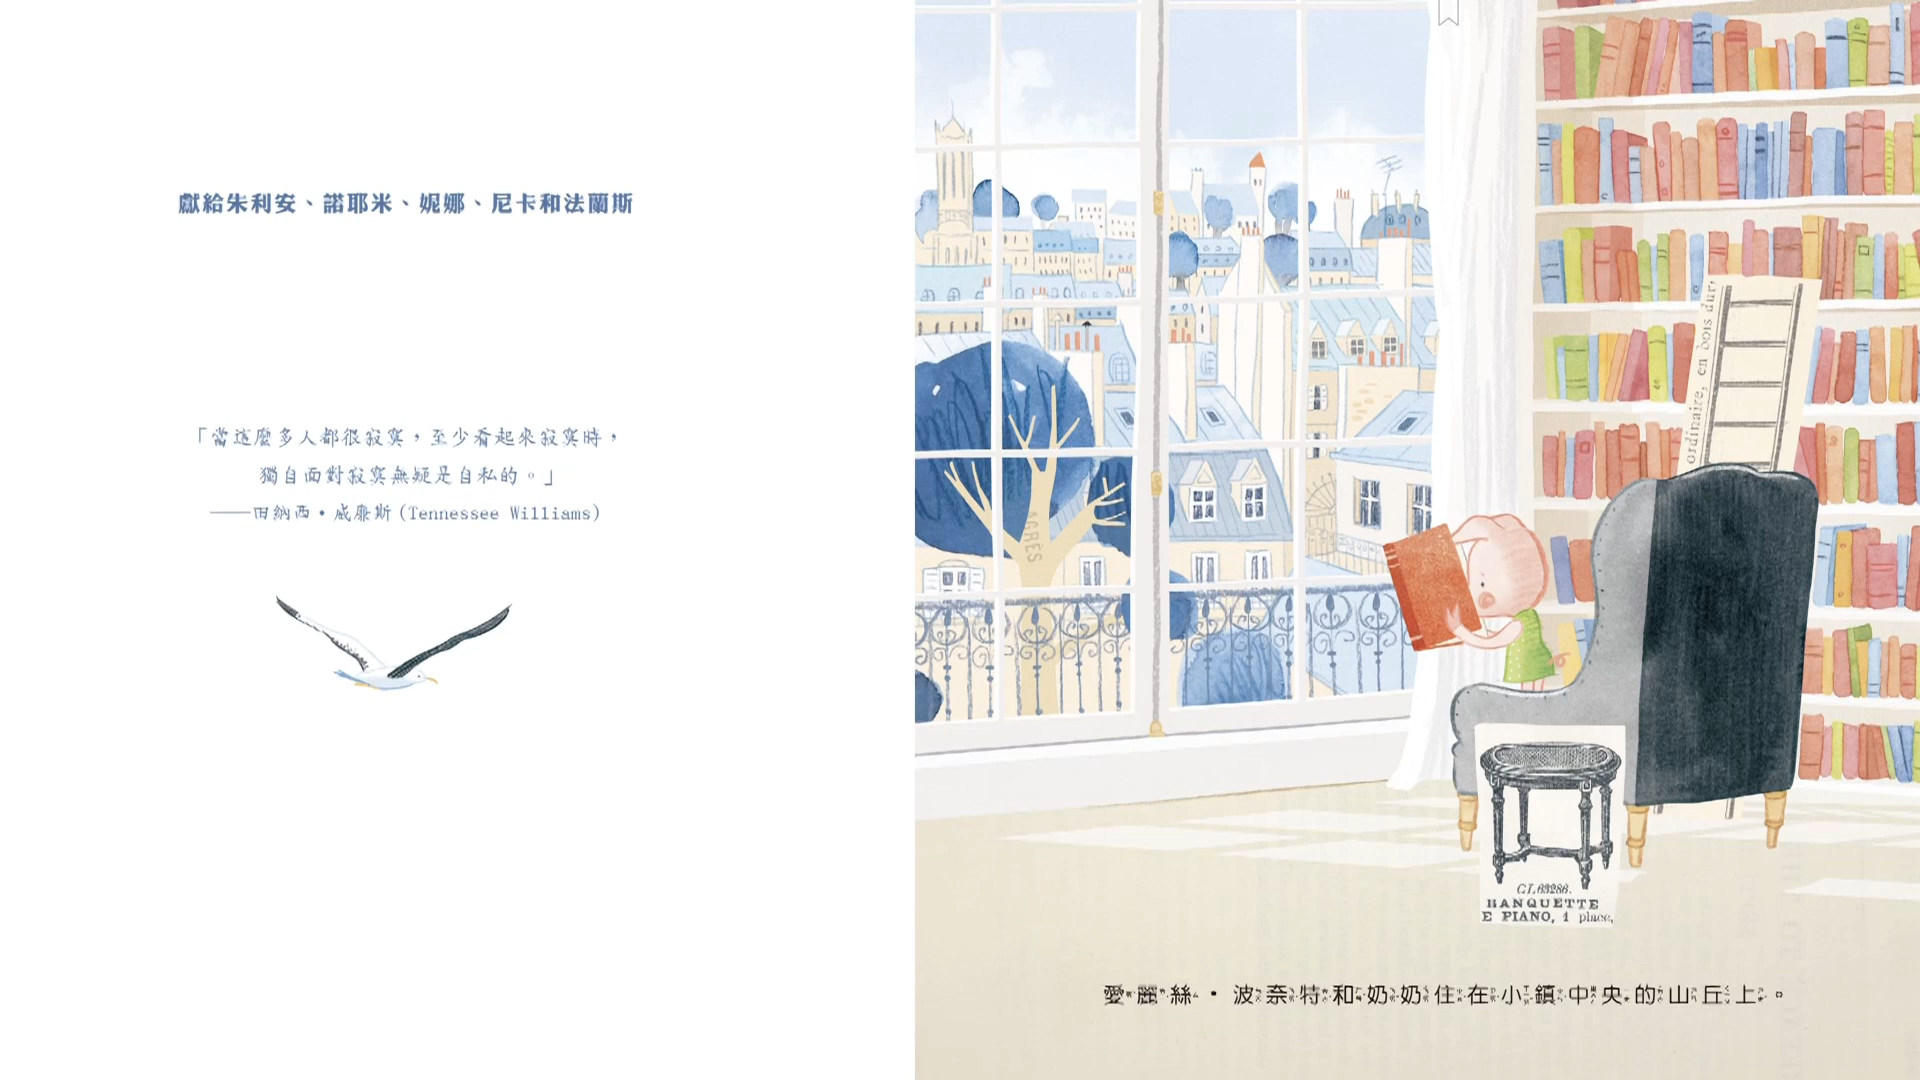 獻給朱利安、諾耶米、妮娜、尼卡和法蘭斯
「當這麼多人都很寂寞，至少看起來寂寞時，
獨自面對寂寞無疑是自私的。」
——田納西•威廉斯(Tennessee Williams)
ordinaire, en bois dur,
GRÈS
CL. 63286.
BANQUETTE
E PIANO, 1 place,
愛麗絲•波奈特和奶奶住在小鎮中央的山丘上。